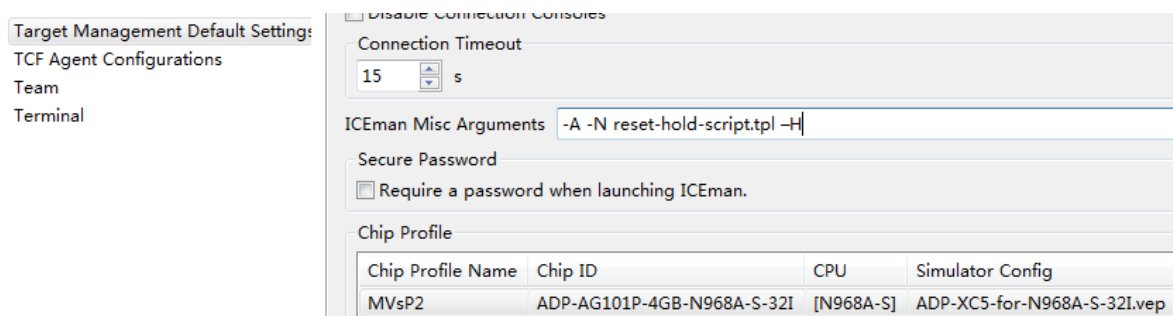 Target Management Default Settings
TCF Agent Configurations
Team
Terminal
Disable Connection Consoles
Connection Timeout
15 s
ICEman Misc Arguments -A -N reset-hold-script.tpl –H
Secure Password
Require a password when launching ICEman.
Chip Profile
Chip Profile Name Chip ID CPU Simulator Config
MVsP2 ADP-AG101P-4GB-N968A-S-32I [N968A-S] ADP-XC5-for-N968A-S-32I.vep